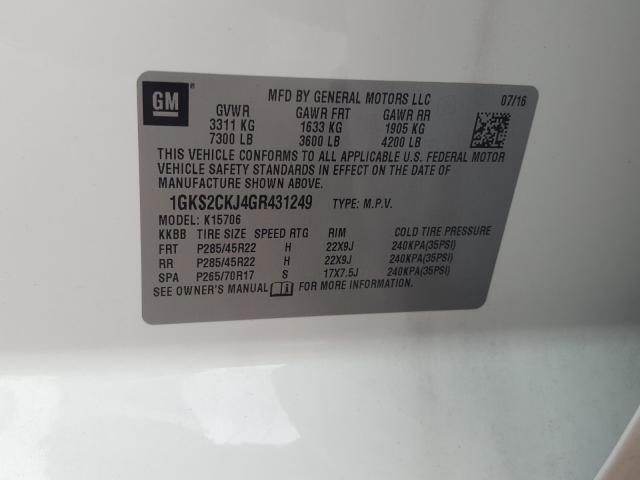 GM
MFD BY GENERAL MOTORS LLC 07/16
GVWR GAWR FRT GAWR RR
3311 KG 1633 KG 1905 KG
7300 LB 3600 LB 4200 LB
THIS VEHICLE CONFORMS TO ALL APPLICABLE U.S. FEDERAL MOTOR
VEHICLE SAFETY STANDARDS IN EFFECT ON THE DATE OF
MANUFACTURE SHOWN ABOVE.
1GKS2CKJ4GR431249 TYPE: M.P.V.
MODEL: K15706
KKBB TIRE SIZE SPEED RTG RIM COLD TIRE PRESSURE
FRT P285/45R22 H 22X9J 240KPA(35PSI)
RR P285/45R22 H 22X9J 240KPA(35PSI)
SPA P265/70R17 S 17X7.5J 240KPA(35PSI)
SEE OWNER'S MANUAL FOR MORE INFORMATION.